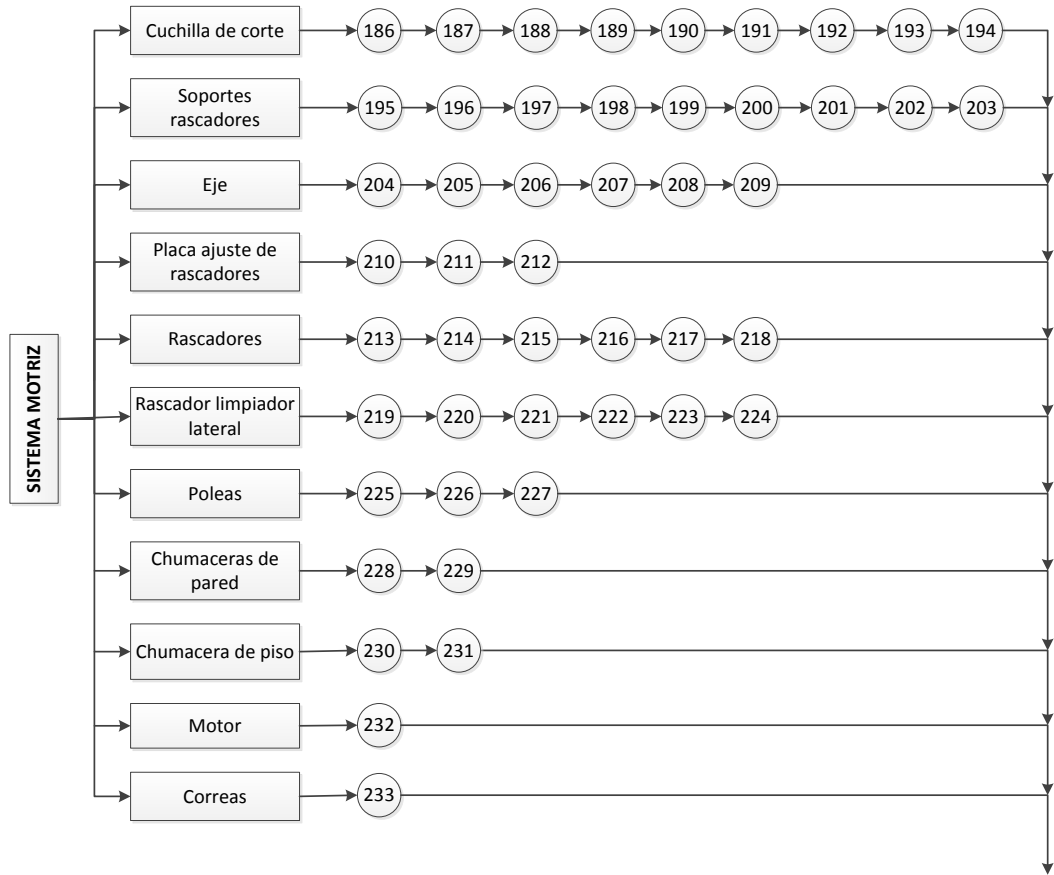 Cuchilla de corte
186 187 188 189 190 191 192 193 194
Soportes
rascadores
195 196 197 198 199 200 201 202 203
Eje
204 205 206 207 208 209
Placa ajuste de
rascadores
210 211 212
SISTEMA MOTRIZ
Rascadores
213 214 215 216 217 218
Rascador limpiador
lateral
219 220 221 222 223 224
Poleas
225 226 227
Chumaceras de
pared
228 229
Chumacera de piso
230 231
Motor
232
Correas
233